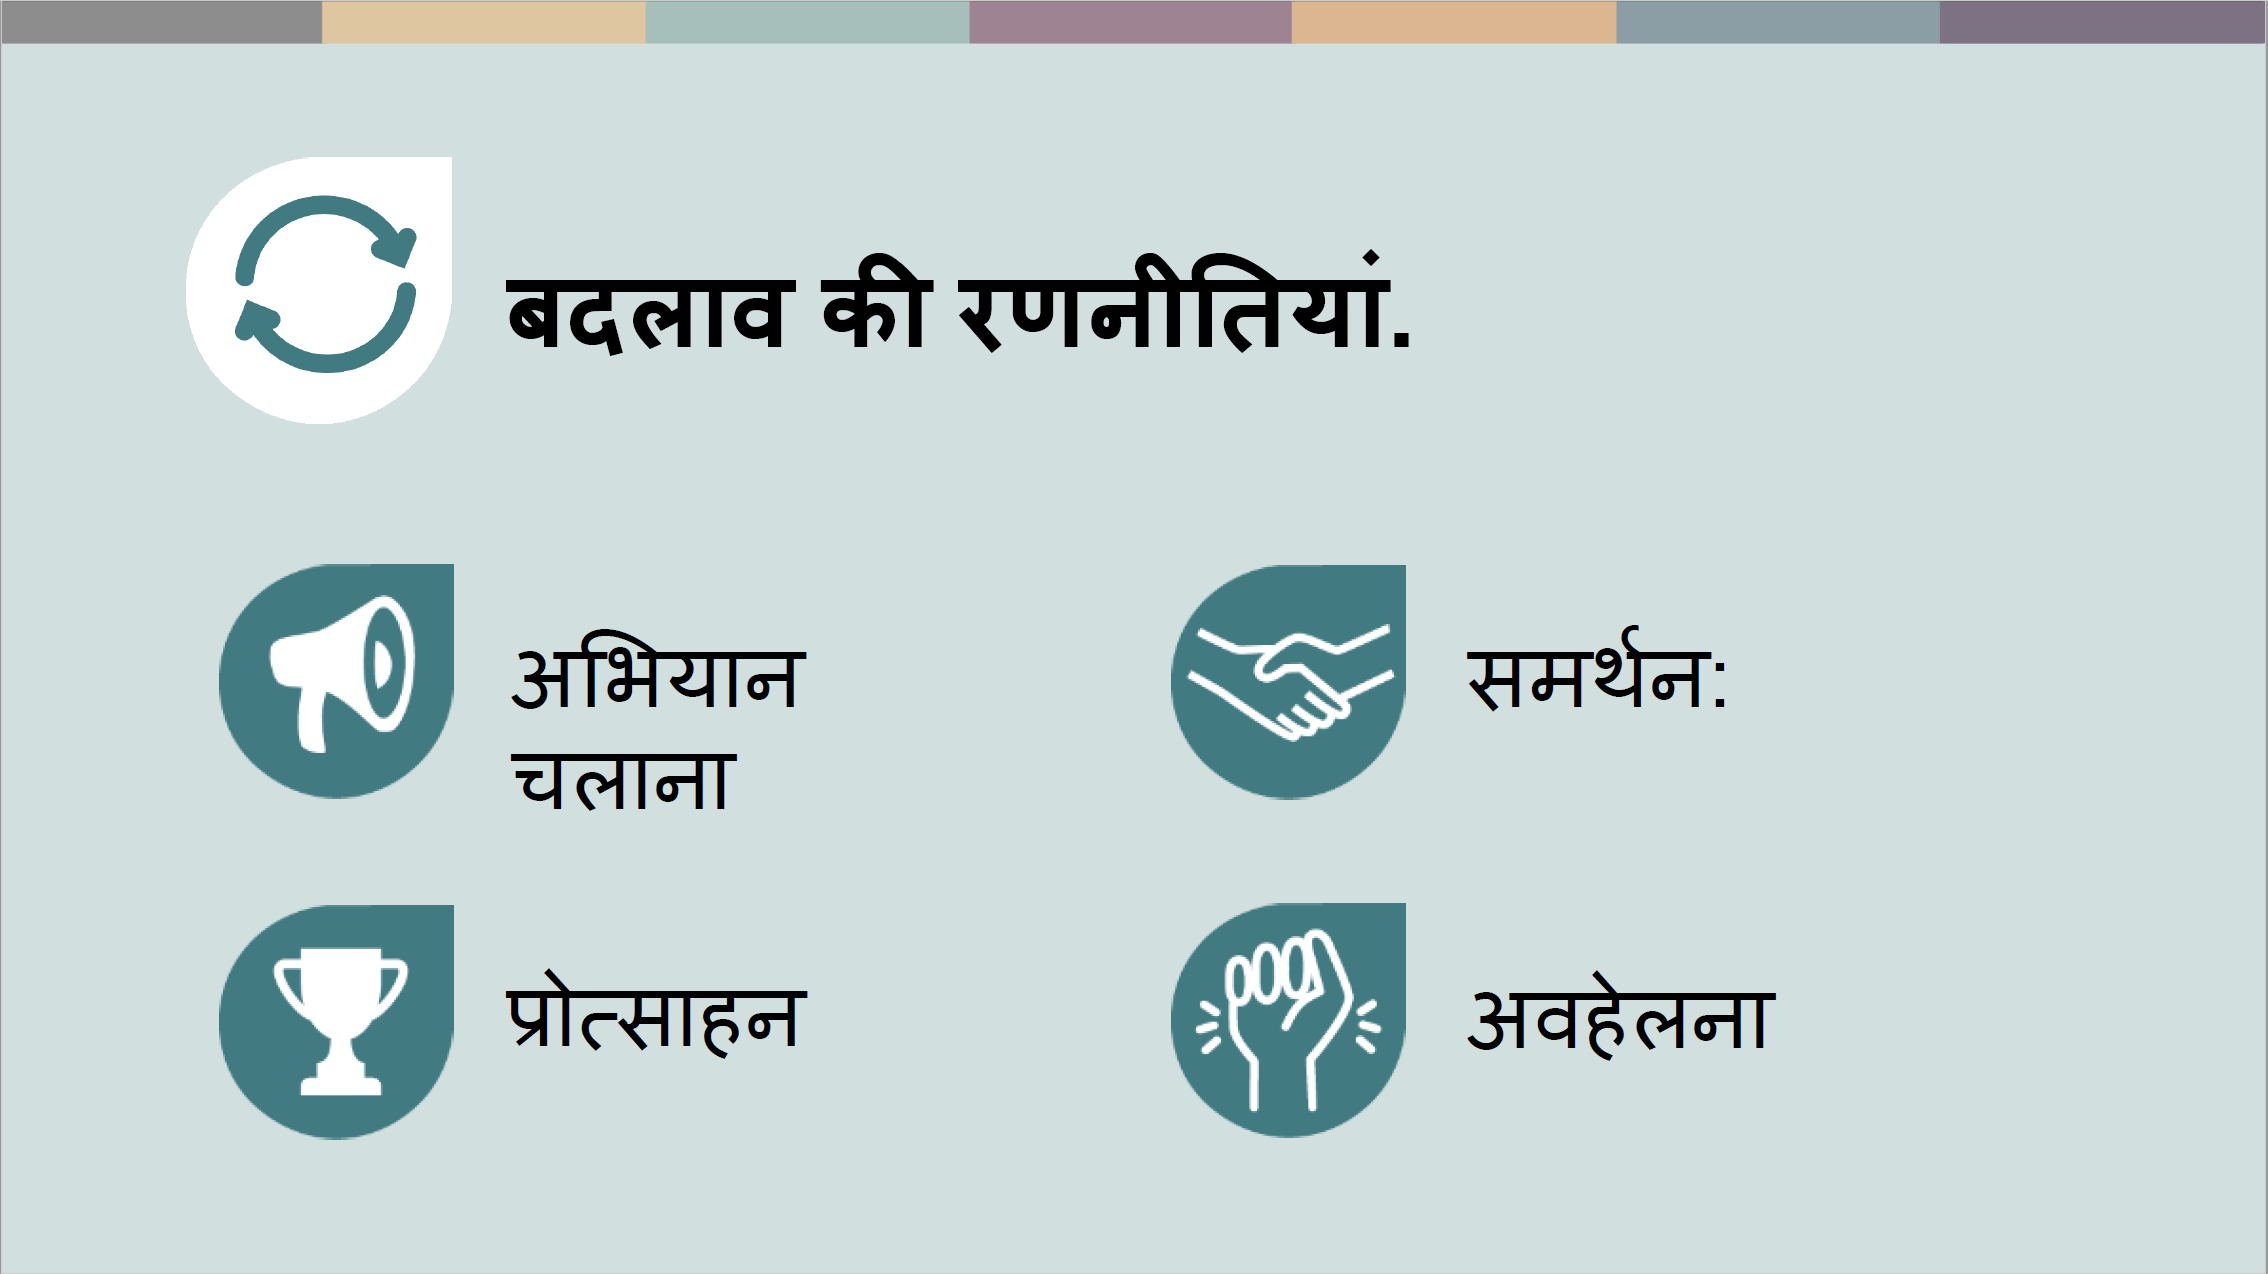 बदलाव की रणनीतियां.
अभियान
चलाना
समर्थन:
प्रोत्साहन
अवहेलना